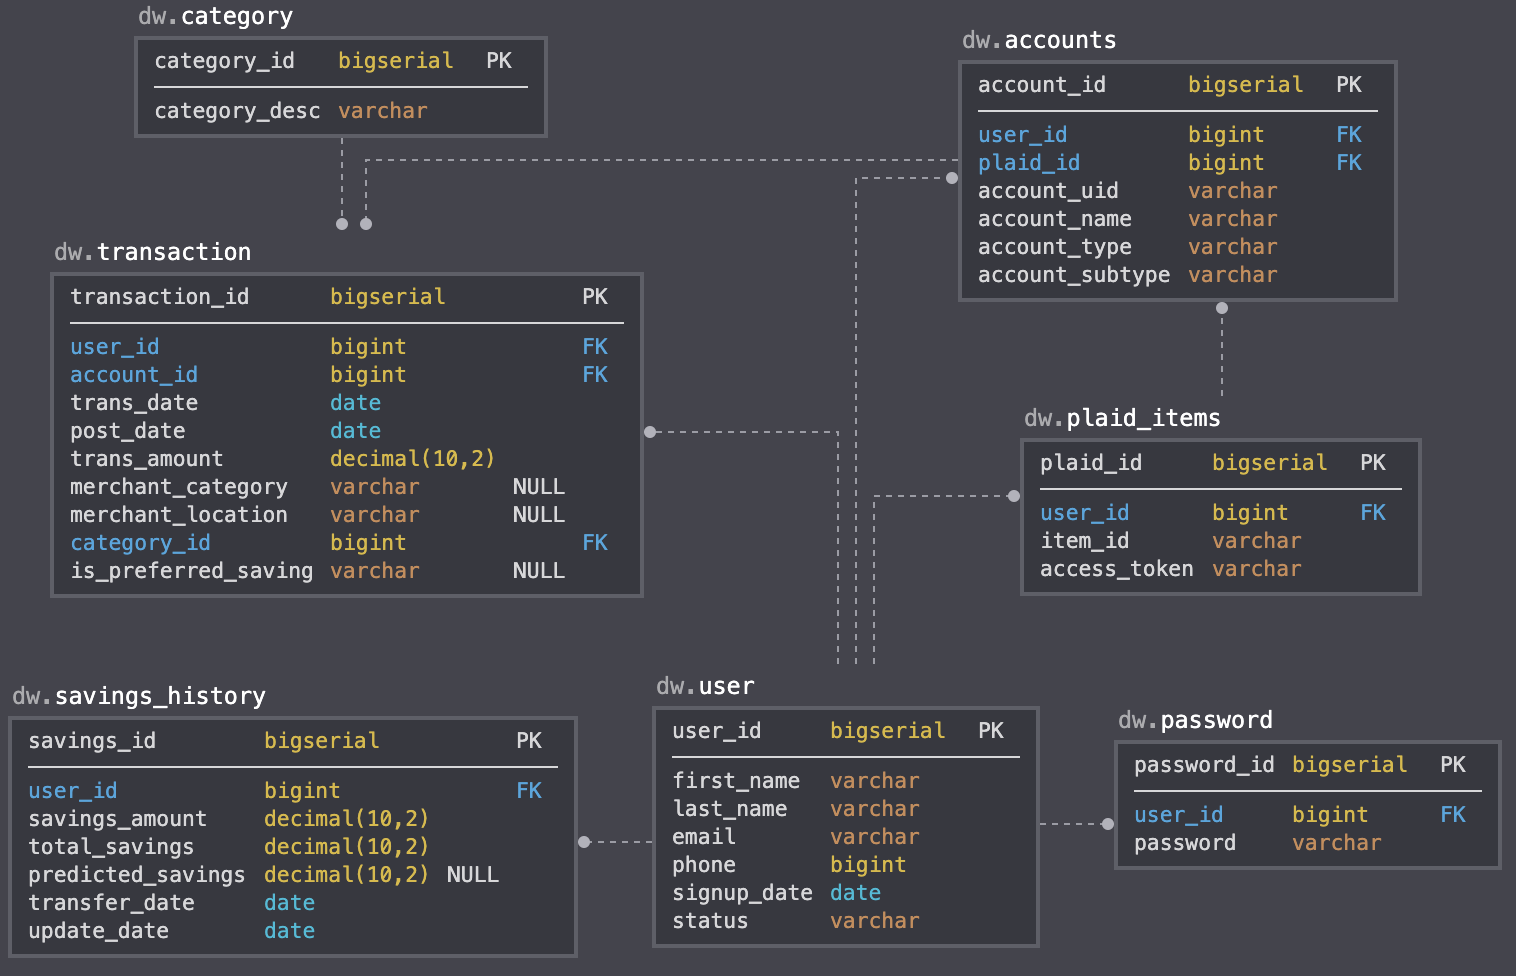 dw.category
category_id bigserial PK
category_desc varchar
dw.accounts
account_id bigserial PK
user_id bigint FK
plaid_id bigint FK
account_uid varchar
account_name varchar
account_type varchar
account_subtype varchar
dw.transaction
transaction_id bigserial PK
user_id bigint FK
account_id bigint FK
trans_date date
post_date date
trans_amount decimal(10,2)
merchant_category varchar NULL
merchant_location varchar NULL
category_id bigint FK
is_preferred_saving varchar NULL
dw.plaid_items
plaid_id bigserial PK
user_id bigint FK
item_id varchar
access_token varchar
dw.savings_history
savings_id bigserial PK
user_id bigint FK
savings_amount decimal(10,2)
total_savings decimal(10,2)
predicted_savings decimal(10,2) NULL
transfer_date date
update_date date
dw.user
user_id bigserial PK
first_name varchar
last_name varchar
email varchar
phone bigint
signup_date date
status varchar
dw.password
password_id bigserial PK
user_id bigint FK
password varchar